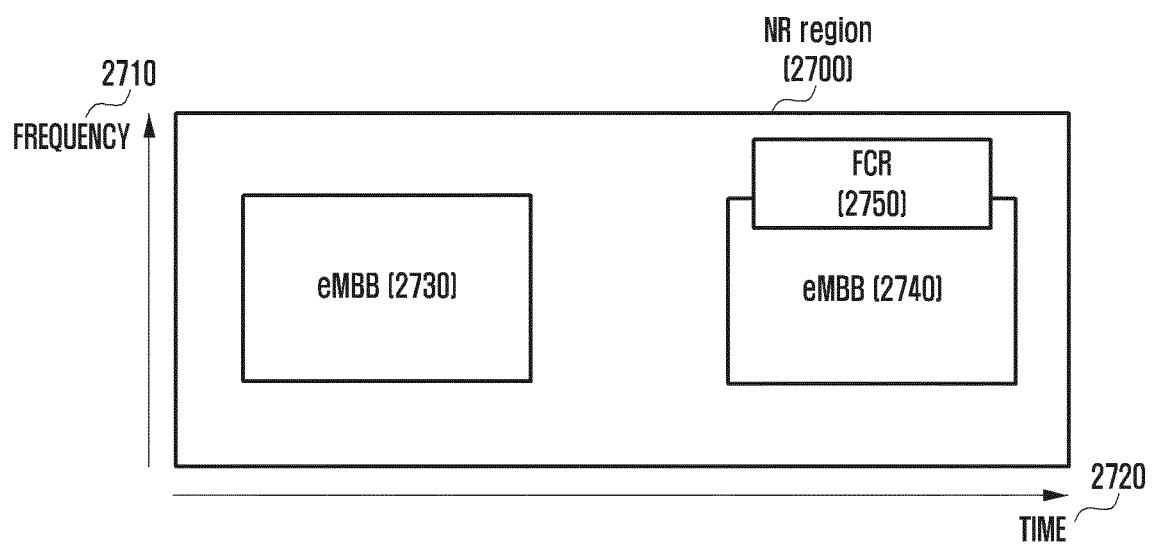 NR region
(2700)
2710
FREQUENCY
FCR
(2750)
eMBB (2730)
eMBB (2740)
2720
TIME